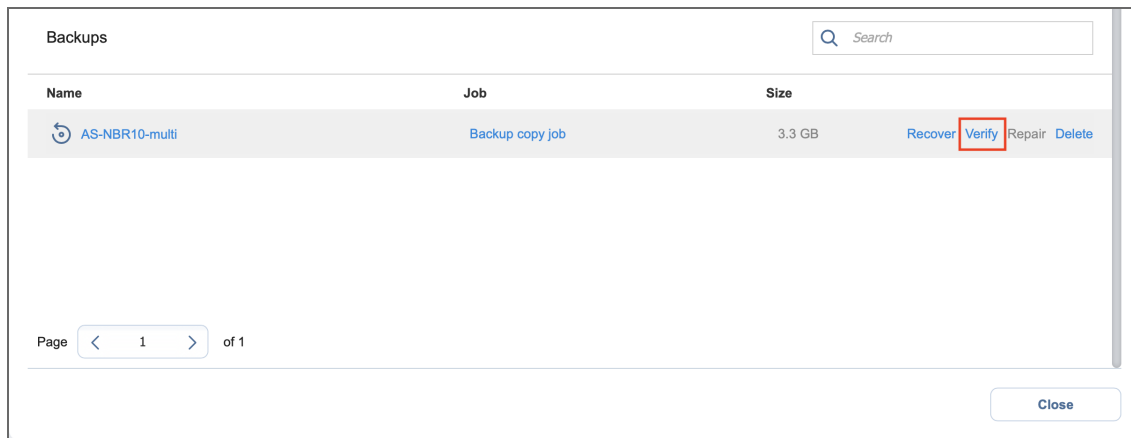 Backups
Search
Name Job Size
AS-NBR10-multi Backup copy job 3.3 GB Recover Verify Repair Delete
Page 1 of 1
Close